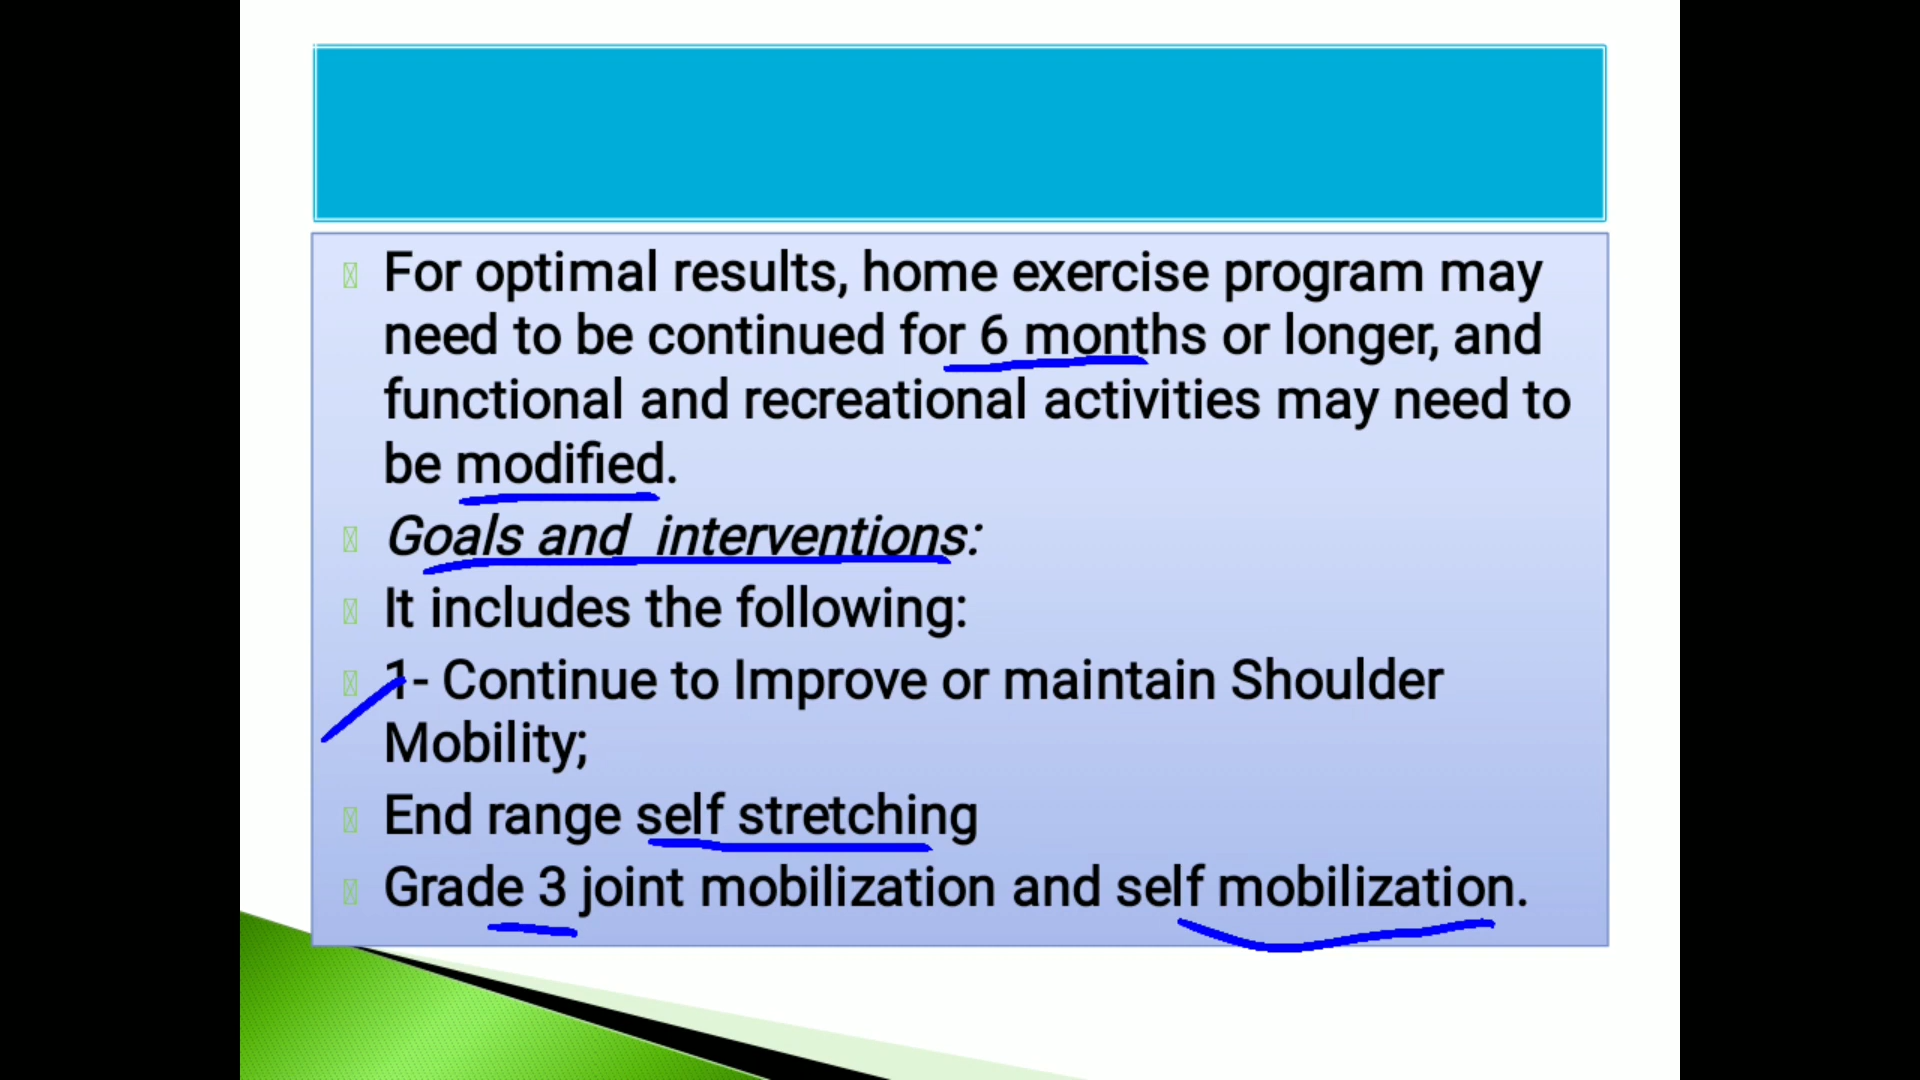 For optimal results, home exercise program may
need to be continued for 6 months or longer, and
functional and recreational activities may need to
be modified.
Goals and interventions:
It includes the following:
1- Continue to Improve or maintain Shoulder
Mobility;
End range self stretching
Grade 3 joint mobilization and self mobilization.